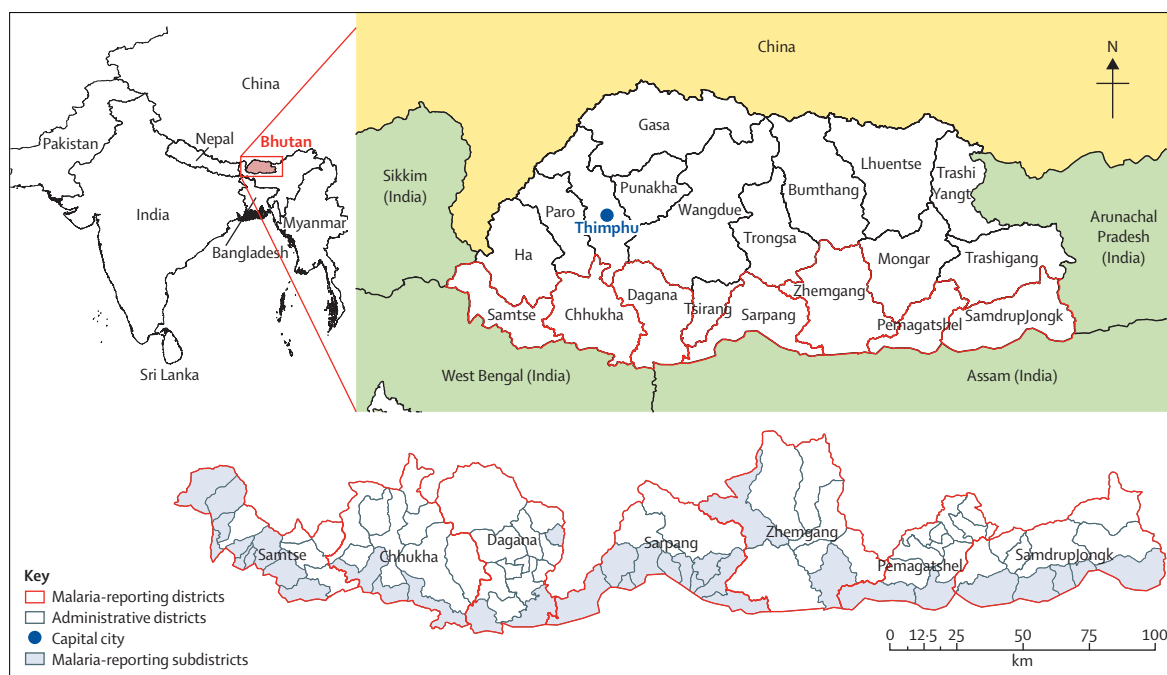 China
Pakistan
Nepal
Bhutan
India
Myanmar
Bangladesh
Sri Lanka
China
N
Gasa
Sikkim
(India)
Punakha
Lhuentse
Trashi
Yangt
Bumthang
Paro
Wangdue
Thimphu
Arunachal
Pradesh
(India)
Trongsa
Ha
Mongar
Trashigang
Dagana
Zhemgang
Samtse
Chhukha
Tsirang
Sarpang
Pemagatshel
SamdrupJongk
West Bengal (India)
Assam (India)
Samtse
Chhukha
Dagana
Sarpang
Zhemgang
Pemagatshel
SamdrupJongk
Key
Malaria-reporting districts
Administrative districts
Capital city
Malaria-reporting subdistricts
0 12·5 25 50 75 100
km